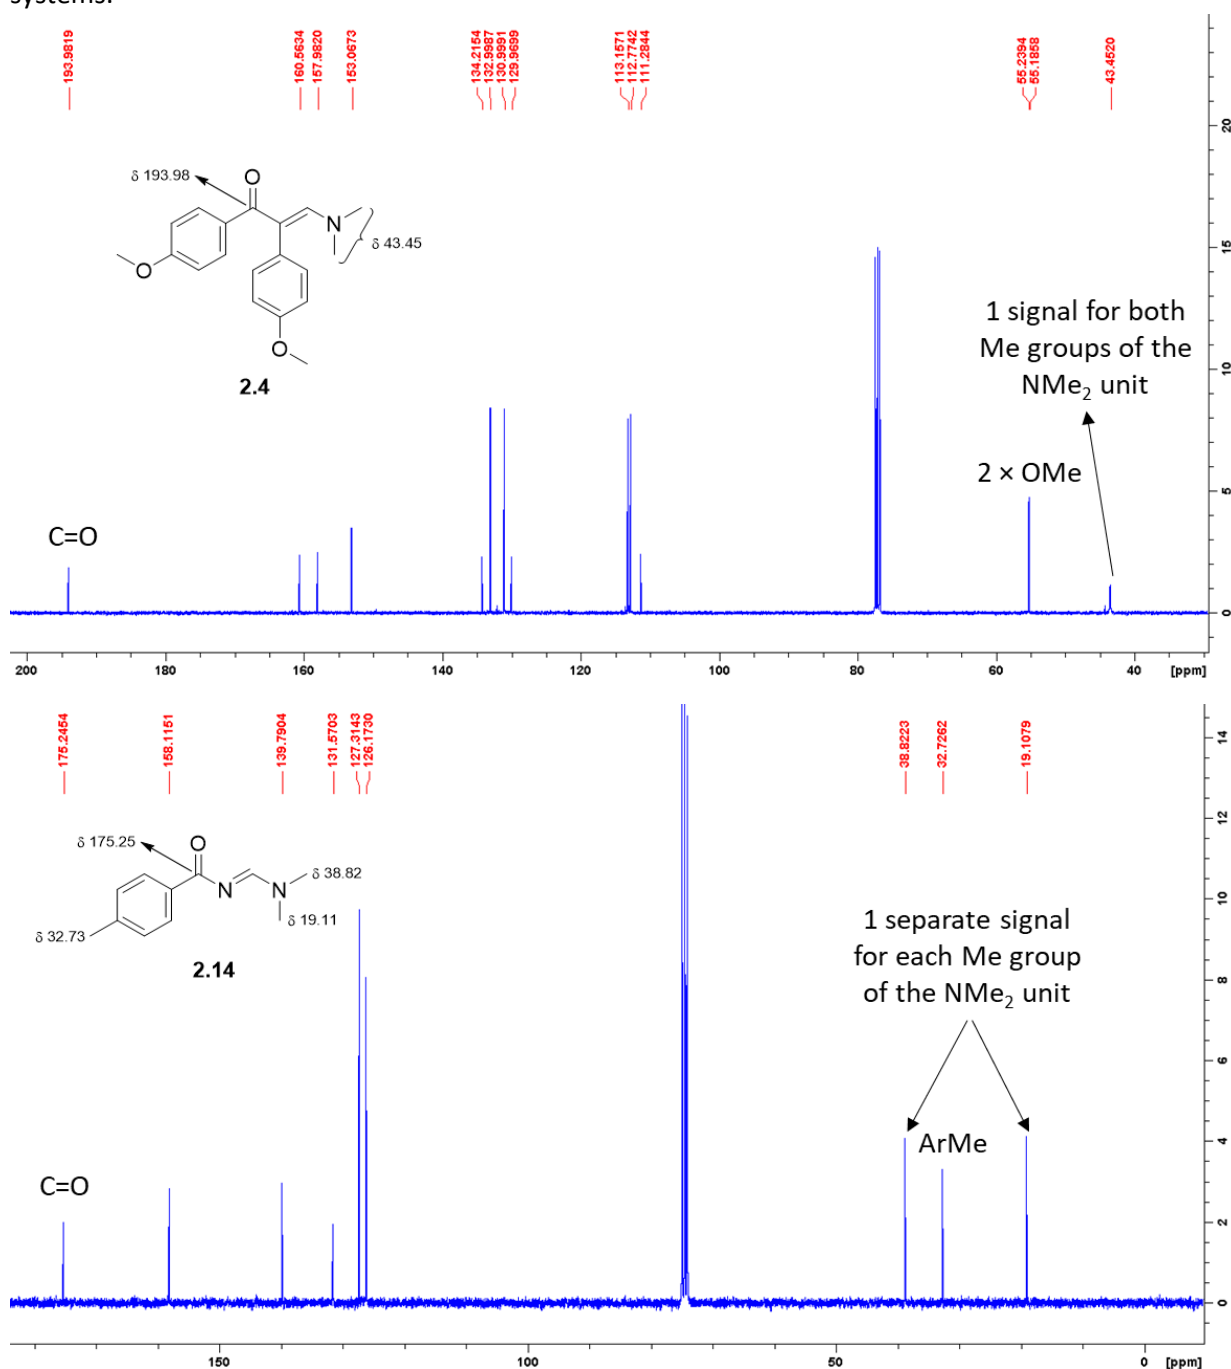 systems.
193.9819
160.5634
157.9820
153.0673
134.2154
132.9987
130.9991
129.9699
113.1571
112.7742
111.2844
55.2394
55.1858
43.4520
δ 193.98
O
N
δ 43.45
O
O
2.4
1 signal for both
Me groups of the
NMe₂ unit
2 × OMe
C=O
20
15
10
5
0
200 180 160 140 120 100 80 60 40 [ppm]
175.2454
158.1151
139.7904
131.5703
127.3143
126.1730
38.8223
32.7262
19.1079
δ 175.25
O
N
N
δ 38.82
δ 19.11
δ 32.73
2.14
1 separate signal
for each Me group
of the NMe₂ unit
ArMe
C=O
14
12
10
8
6
4
2
0
150 100 50 0 [ppm]